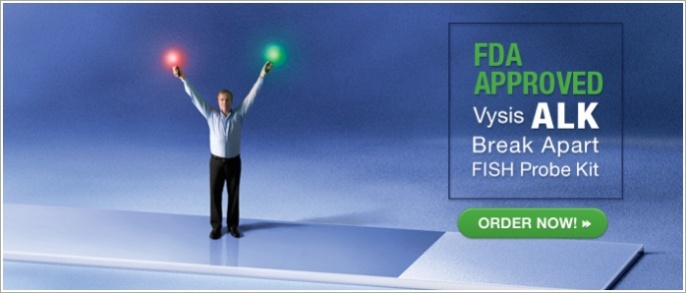 FDA
APPROVED
Vysis ALK
Break Apart
FISH Probe Kit
ORDER NOW!